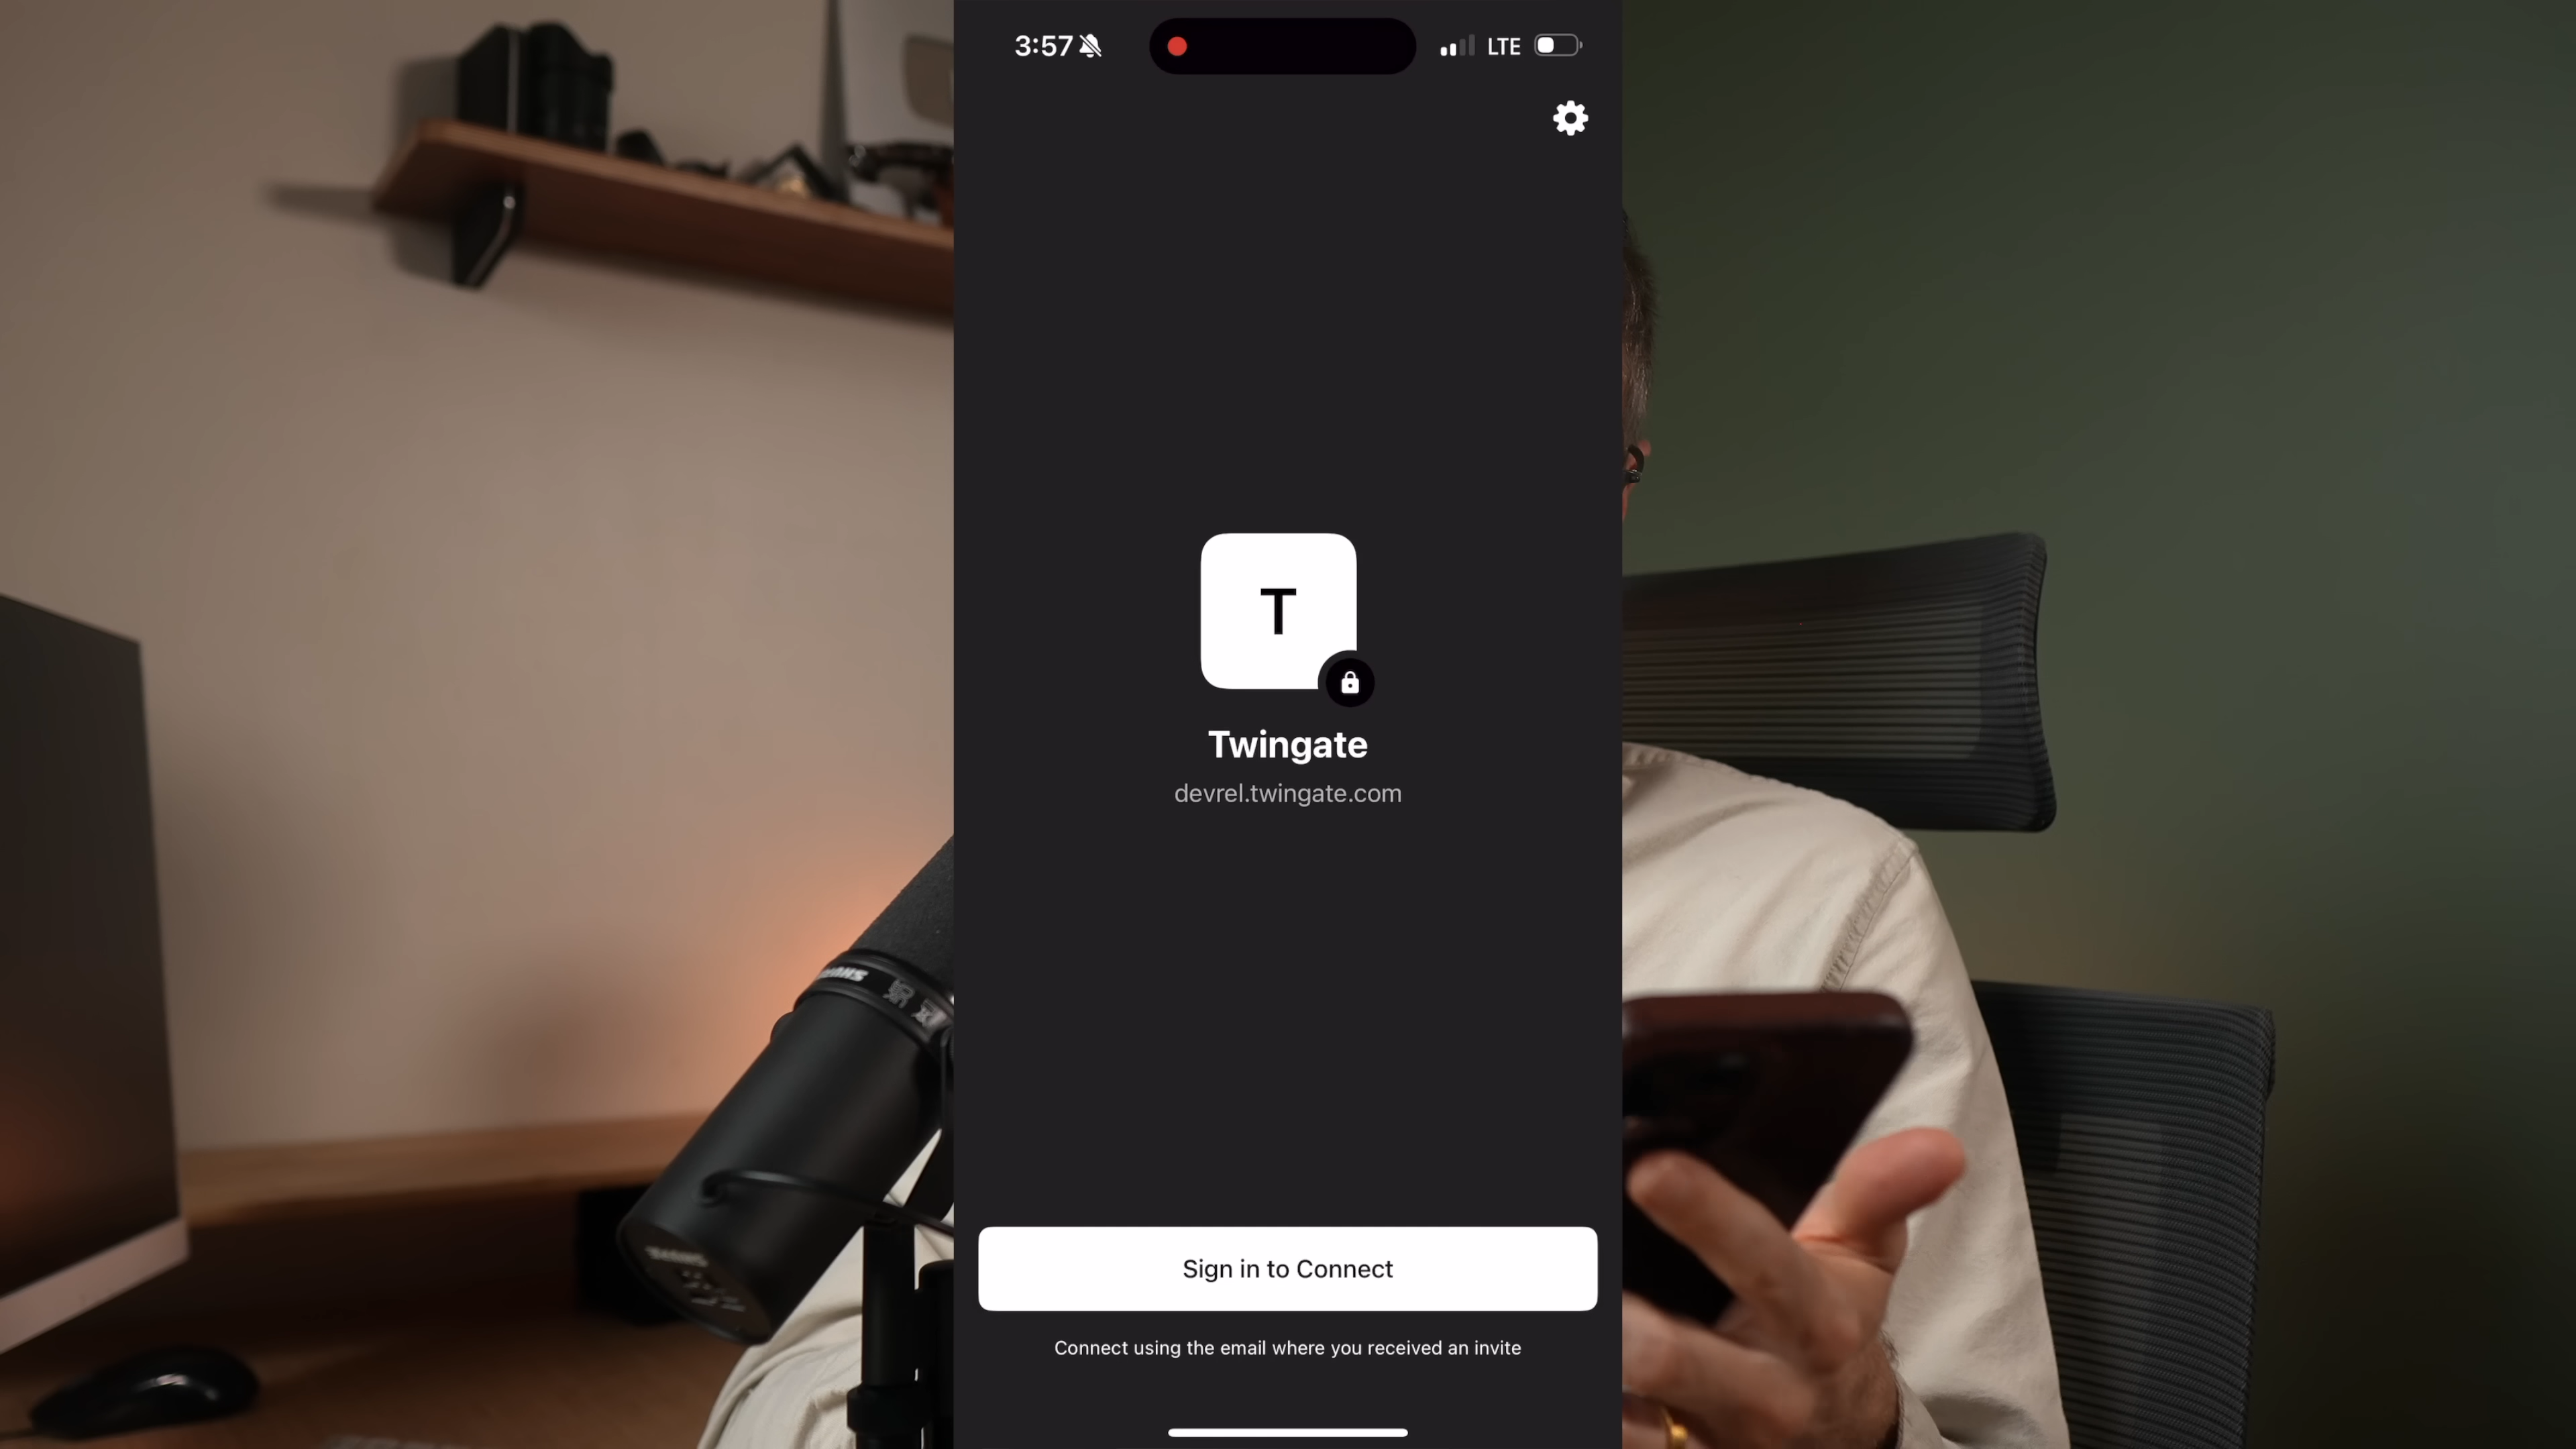 3:57
LTE
T
Twingate
devrel.twingate.com
Sign in to Connect
Connect using the email where you received an invite